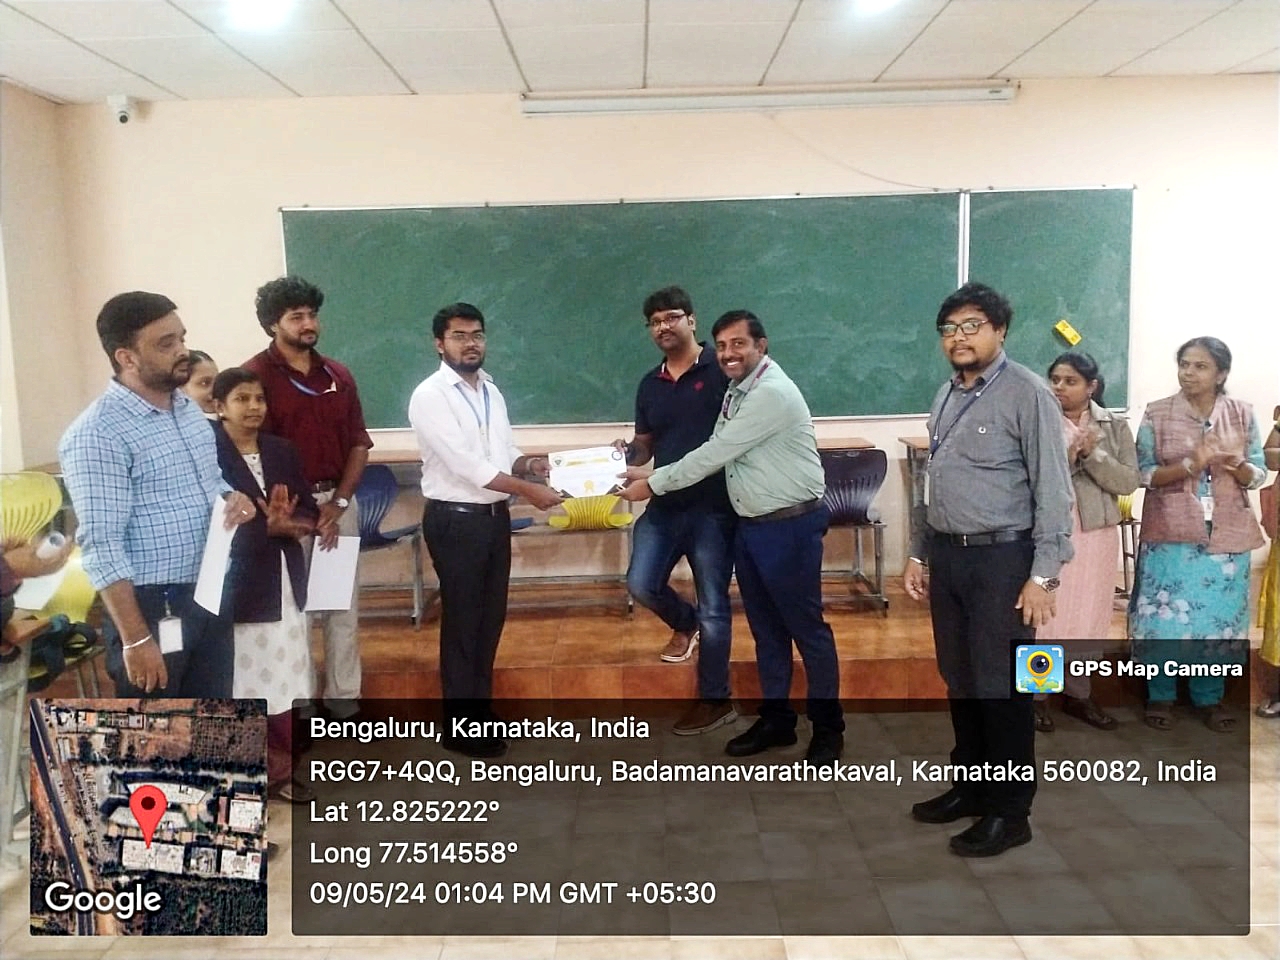 GPS Map Camera
Bengaluru, Karnataka, India
RGG7+4QQ, Bengaluru, Badamanavarathekaval, Karnataka 560082, India
Lat 12.825222°
Long 77.514558°
09/05/24 01:04 PM GMT +05:30
Google